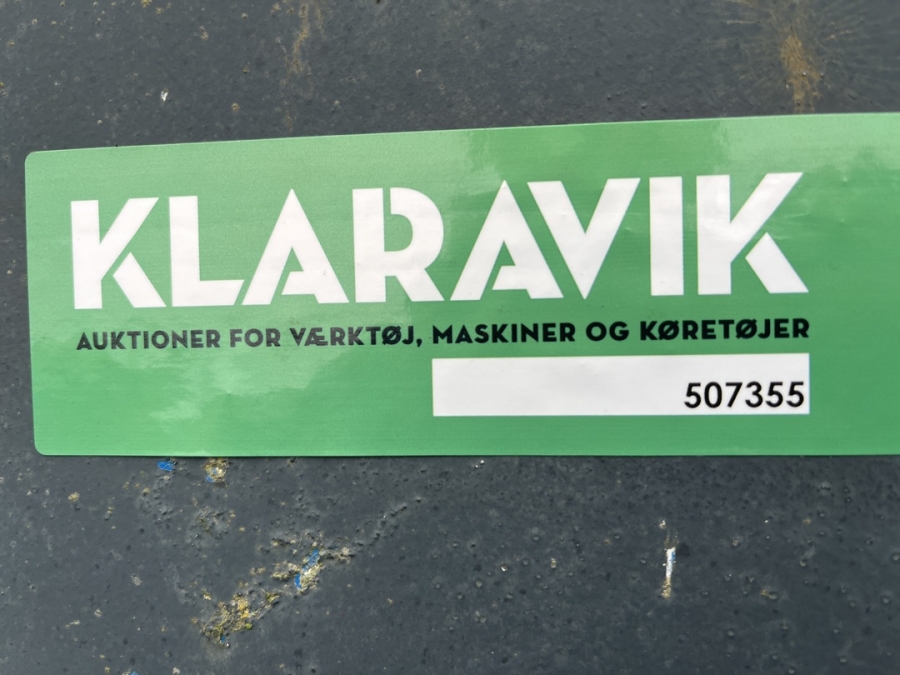 KLARAVIK
AUKTIONER FOR VÆRKTØJ, MASKINER OG KØRETØJER
507355